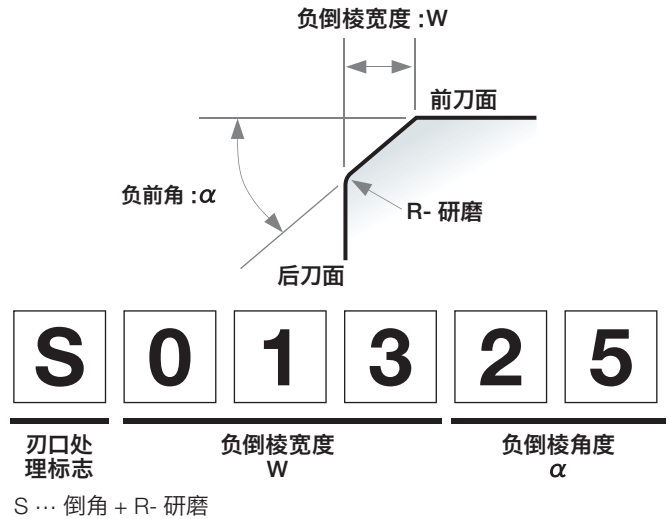 负倒棱宽度 :W
前刀面
负前角 :α
R- 研磨
后刀面
S 0 1 3 2 5
刃口处
理标志
负倒棱宽度
W
负倒棱角度
α
S … 倒角 + R- 研磨